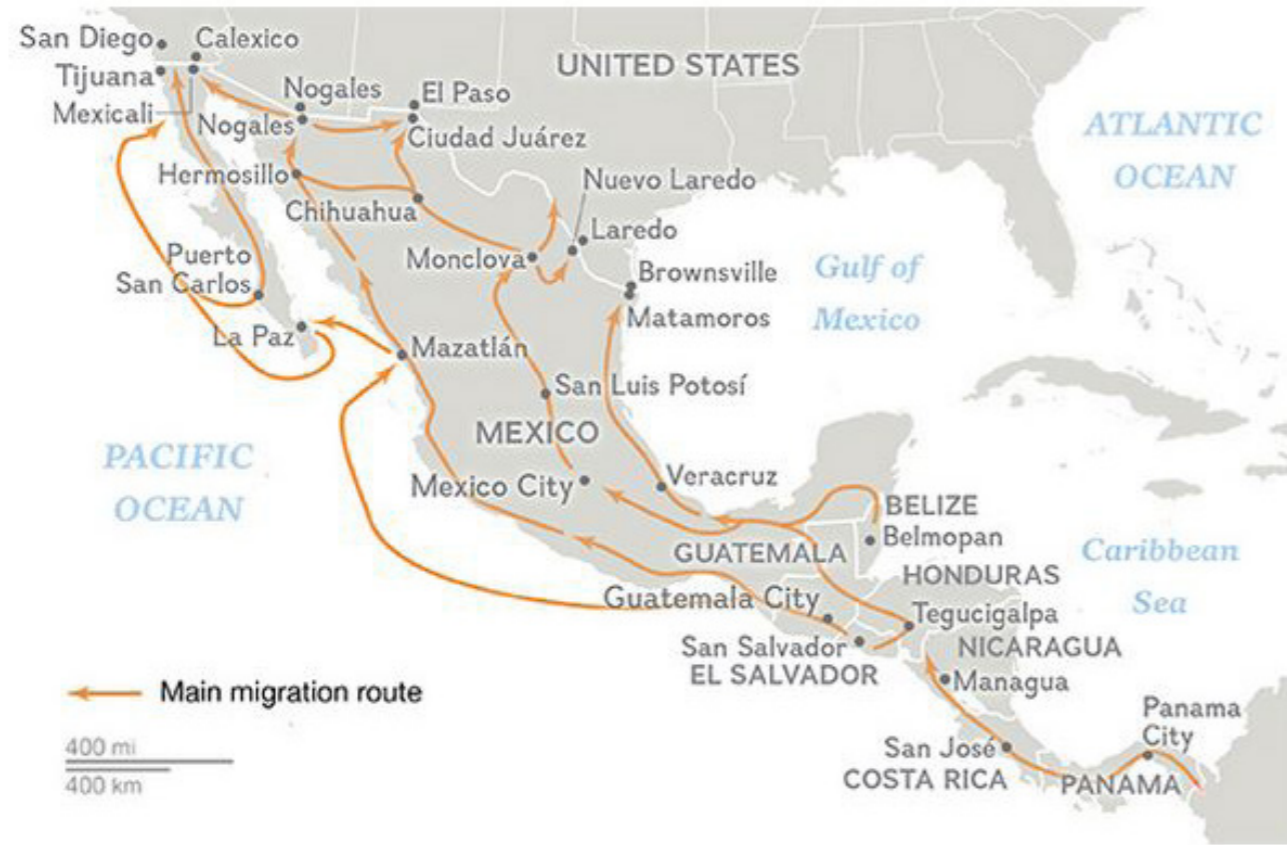 San Diego
Calexico
UNITED STATES
Tijuana
Mexicali
Nogales
El Paso
Nogales
Ciudad Juárez
ATLANTIC
OCEAN
Hermosillo
Nuevo Laredo
Chihuahua
Laredo
Puerto
San Carlos
Monclova
Brownsville
Gulf of
Mexico
Matamoros
La Paz
Mazatlán
San Luis Potosí
MEXICO
PACIFIC
OCEAN
Mexico City
Veracruz
BELIZE
Belmopan
GUATEMALA
Caribbean
Sea
HONDURAS
Guatemala City
Tegucigalpa
San Salvador
EL SALVADOR
NICARAGUA
Managua
Main migration route
Panama
City
400 mi
400 km
San José
COSTA RICA
PANAMA